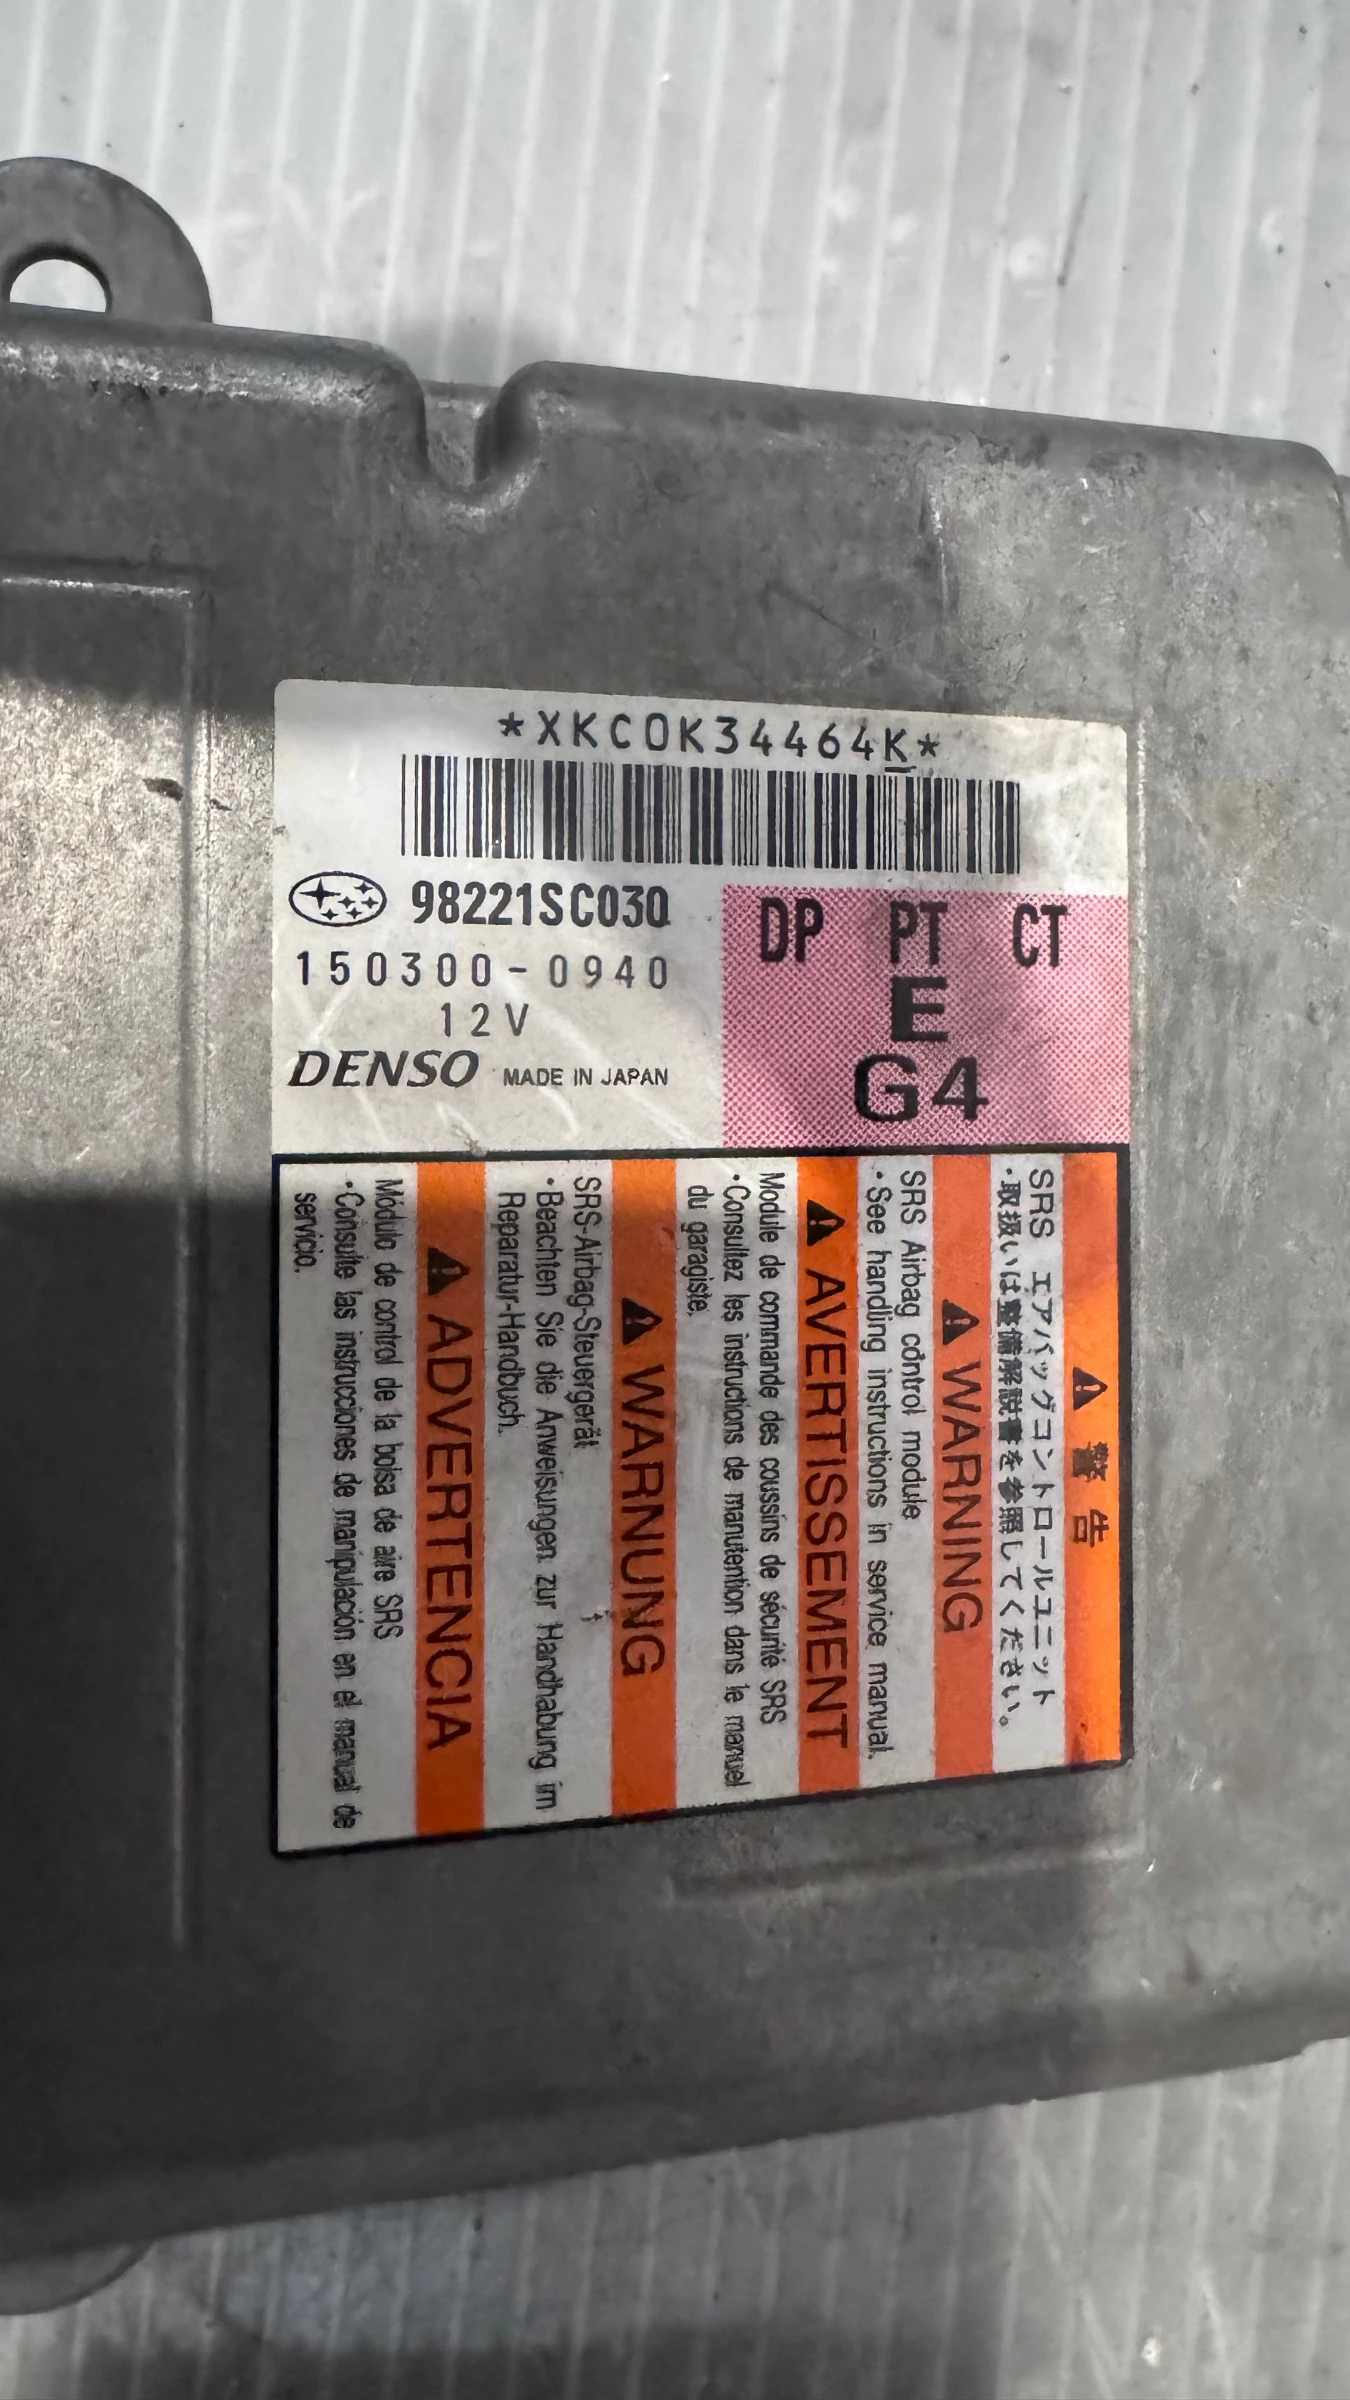 *XKC0K34464K*
98221SC030
150300-0940
12V
DENSO MADE IN JAPAN
DP PT CT
E
G4
警告
SRS エアバッグコントロールユニット
・取扱いは整備解説書を参照してください。
WARNING
SRS Airbag control module
・See handling instructions in service manual.
AVERTISSEMENT
Module de commande des coussins de sécurité SRS
・Consultez les instructions de manutention dans le manuel
du garagiste.
WARNUNG
SRS-Airbag-Steuergerät
・Beachten Sie die Anweisungen zur Handhabung im
Reparatur-Handbuch.
ADVERTENCIA
Módulo de control de la bolsa de aire SRS
・Consulte las instrucciones de manipulación en el manual de
servicio.